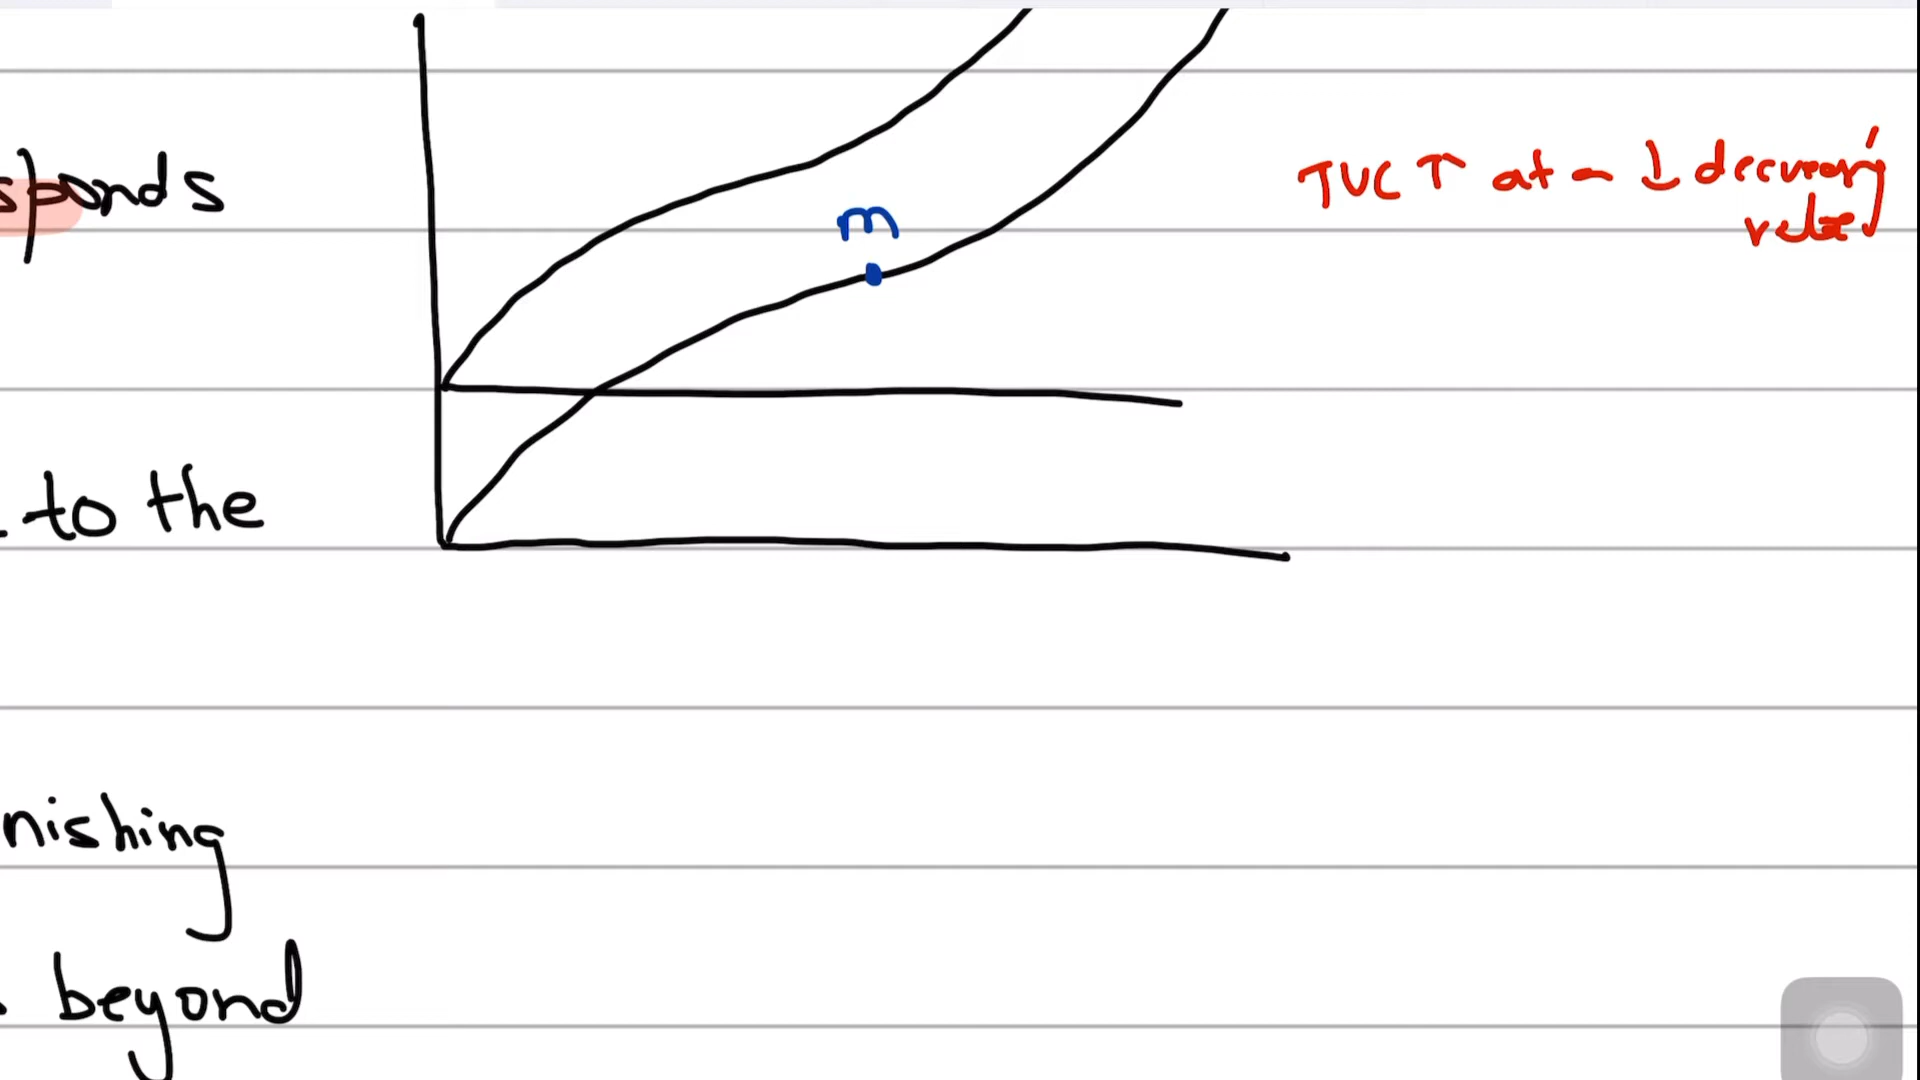 sponds
m
TVC ↑ at a ↓ decreasing
rate
. to the
nishing
. beyond